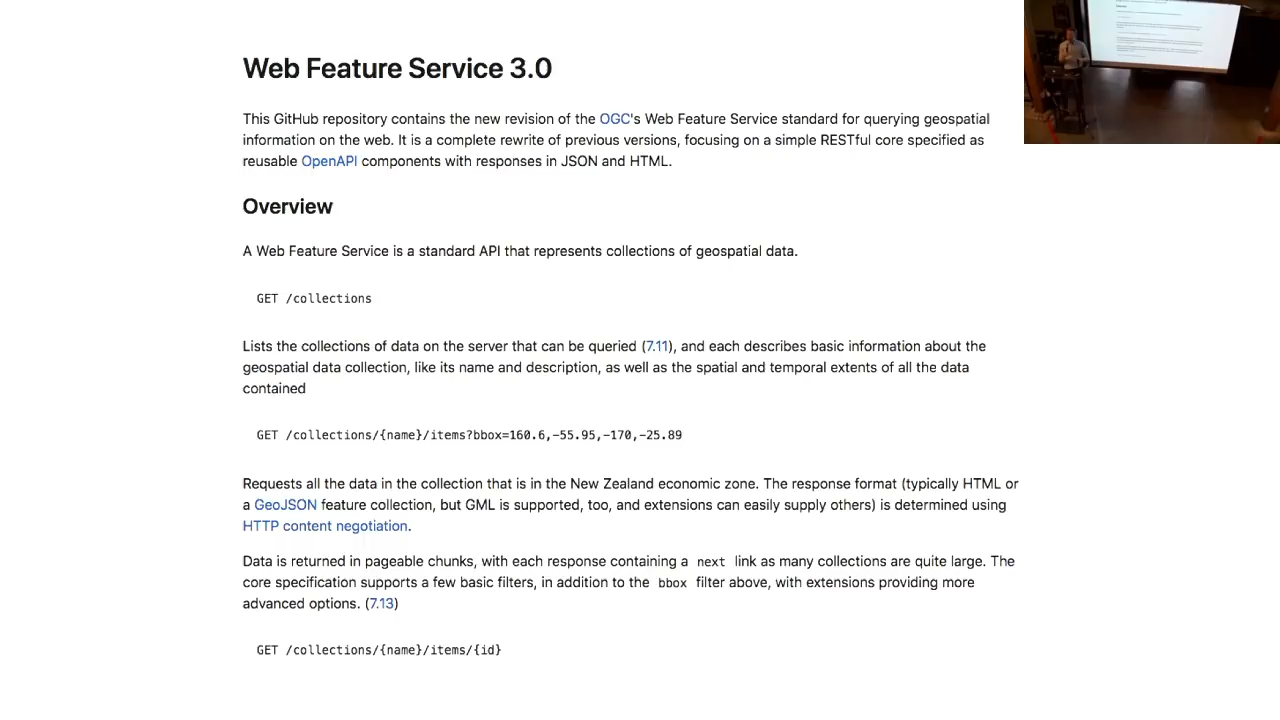 Web Feature Service 3.0
This GitHub repository contains the new revision of the OGC's Web Feature Service standard for querying geospatial
information on the web. It is a complete rewrite of previous versions, focusing on a simple RESTful core specified as
reusable OpenAPI components with responses in JSON and HTML.
Overview
A Web Feature Service is a standard API that represents collections of geospatial data.
GET /collections
Lists the collections of data on the server that can be queried (7.11), and each describes basic information about the
geospatial data collection, like its name and description, as well as the spatial and temporal extents of all the data
contained
GET /collections/{name}/items?bbox=160.6,-55.95,-170,-25.89
Requests all the data in the collection that is in the New Zealand economic zone. The response format (typically HTML or
a GeoJSON feature collection, but GML is supported, too, and extensions can easily supply others) is determined using
HTTP content negotiation.
Data is returned in pageable chunks, with each response containing a next link as many collections are quite large. The
core specification supports a few basic filters, in addition to the bbox filter above, with extensions providing more
advanced options. (7.13)
GET /collections/{name}/items/{id}